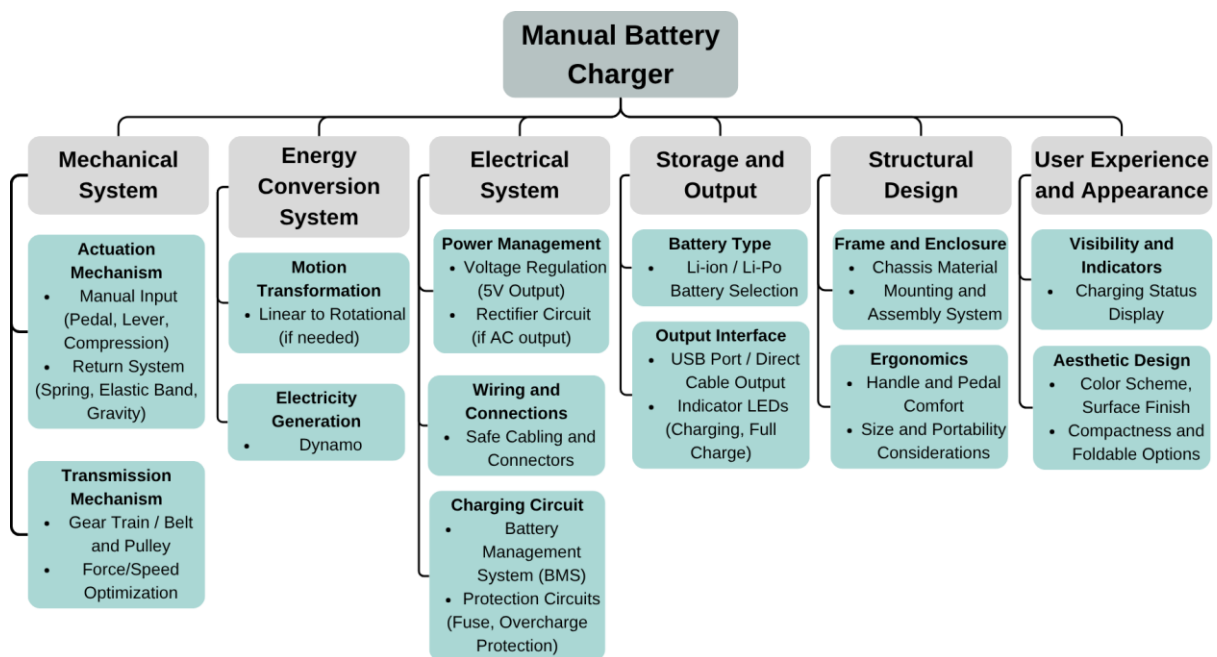 Manual Battery
Charger
Mechanical
System
Actuation
Mechanism
• Manual Input
(Pedal, Lever,
Compression)
• Return System
(Spring, Elastic Band,
Gravity)
Transmission
Mechanism
• Gear Train / Belt
and Pulley
• Force/Speed
Optimization
Energy
Conversion
System
Motion
Transformation
• Linear to Rotational
(if needed)
Electricity
Generation
• Dynamo
Electrical
System
Power Management
• Voltage Regulation
(5V Output)
• Rectifier Circuit
(if AC output)
Wiring and
Connections
• Safe Cabling and
Connectors
Charging Circuit
• Battery
Management
System (BMS)
• Protection Circuits
(Fuse, Overcharge
Protection)
Storage and
Output
Battery Type
• Li-ion / Li-Po
Battery Selection
Output Interface
• USB Port / Direct
Cable Output
• Indicator LEDs
(Charging, Full
Charge)
Structural
Design
Frame and Enclosure
• Chassis Material
• Mounting and
Assembly System
Ergonomics
• Handle and Pedal
Comfort
• Size and Portability
Considerations
User Experience
and Appearance
Visibility and
Indicators
• Charging Status
Display
Aesthetic Design
• Color Scheme,
Surface Finish
• Compactness and
Foldable Options